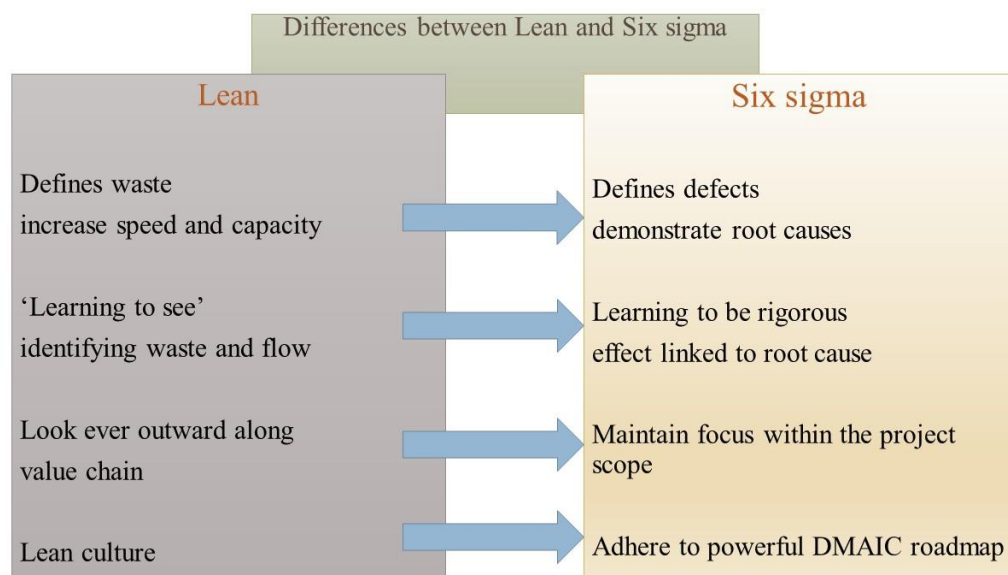 Differences between Lean and Six sigma
Lean
Defines waste
increase speed and capacity
‘Learning to see’
identifying waste and flow
Look ever outward along
value chain
Lean culture
Six sigma
Defines defects
demonstrate root causes
Learning to be rigorous
effect linked to root cause
Maintain focus within the project
scope
Adhere to powerful DMAIC roadmap